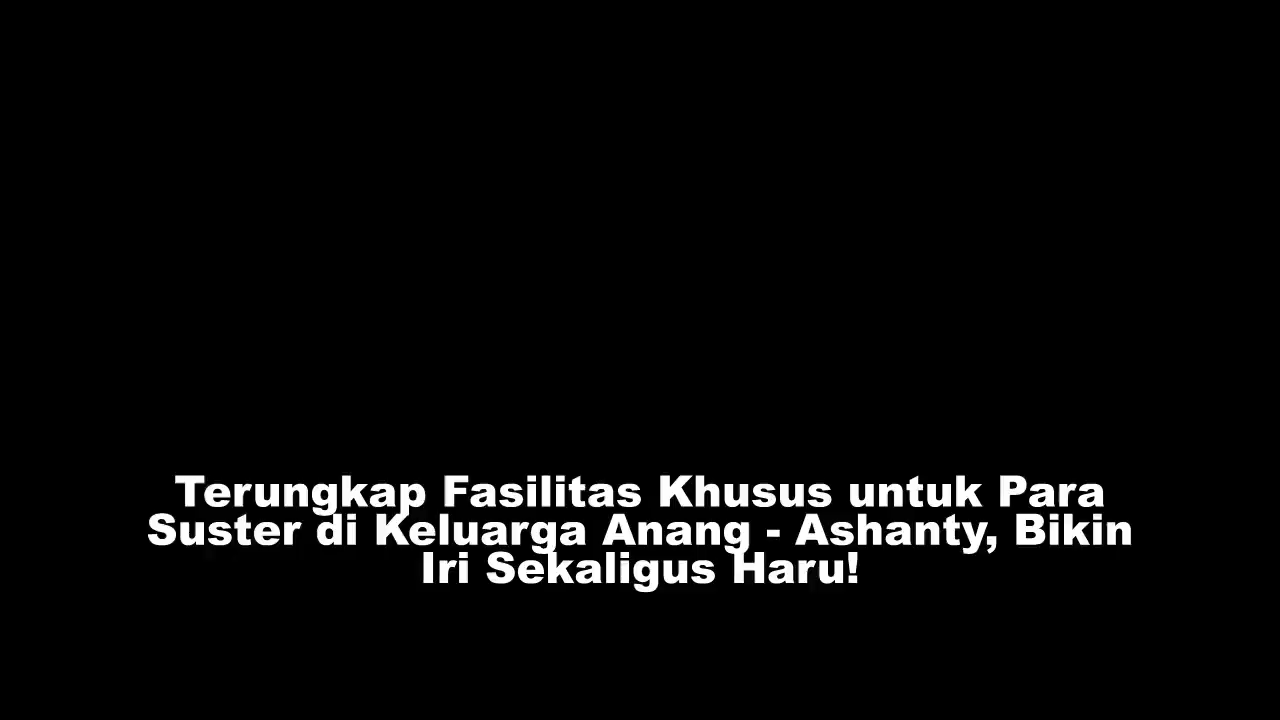 Terungkap Fasilitas Khusus untuk Para
Suster di Keluarga Anang - Ashanty, Bikin
Iri Sekaligus Haru!